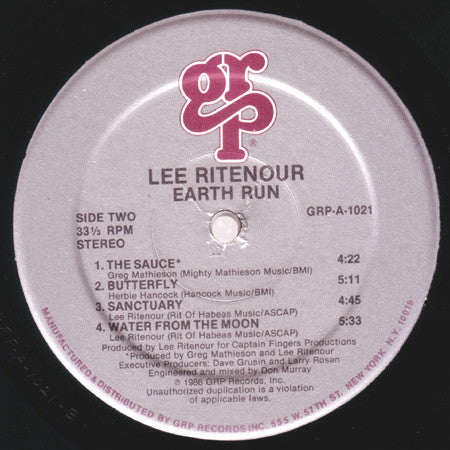 grp®
LEE RITENOUR
EARTH RUN
GRP-A-1021
SIDE TWO
33⅓ RPM
STEREO
1. THE SAUCE* 4:22
Greg Mathieson (Mighty Mathieson Music/BMI)
2. BUTTERFLY 5:11
Herbie Hancock (Hancock Music/BMI)
3. SANCTUARY 4:45
Lee Ritenour (Rit Of Habeas Music/ASCAP)
4. WATER FROM THE MOON 5:33
Lee Ritenour (Rit Of Habeas Music/ASCAP)
Produced by Lee Ritenour for Captain Fingers Productions
*Produced by Greg Mathieson and Lee Ritenour
Executive Producers: Dave Grusin and Larry Rosen
Engineered and mixed by Don Murray
℗ 1986 GRP Records, Inc.
Unauthorized duplication is a violation
of applicable laws.
MANUFACTURED & DISTRIBUTED BY GRP RECORDS INC. 555 W. 57TH ST. NEW YORK N.Y. 10019